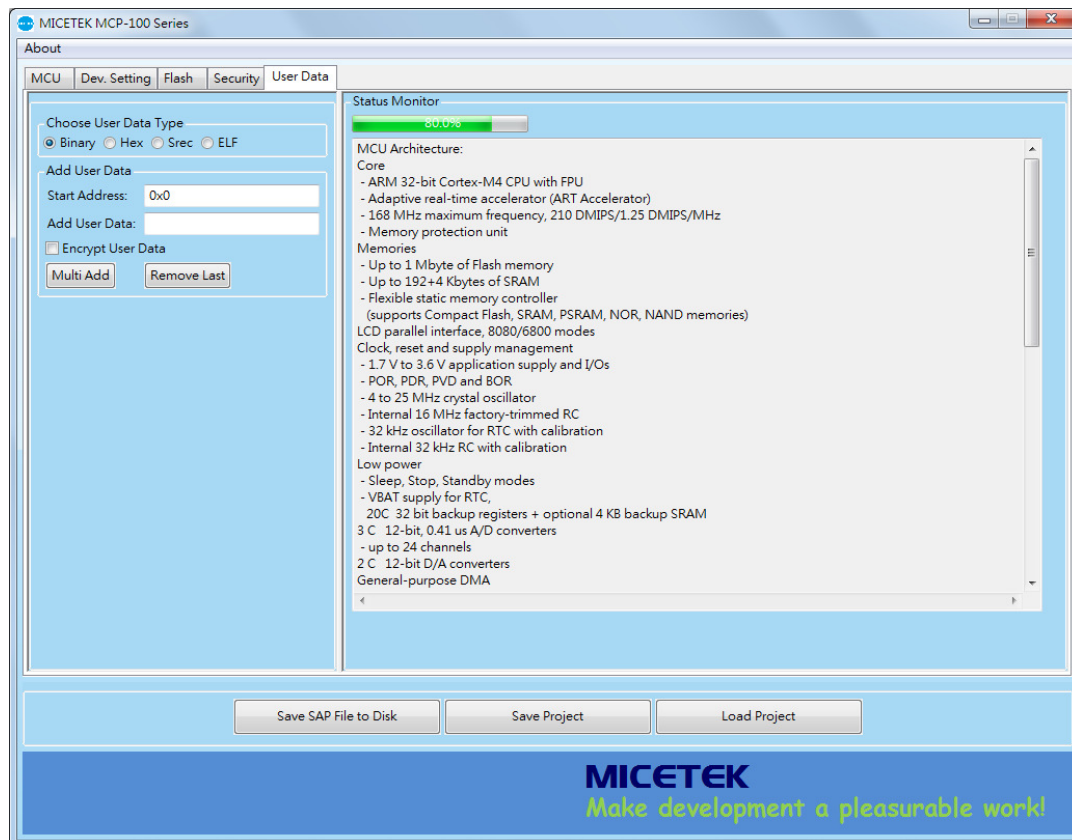 MICETEK MCP-100 Series
About
MCU Dev. Setting Flash Security User Data
Choose User Data Type
Binary Hex Srec ELF
Add User Data
Start Address: 0x0
Add User Data:
Encrypt User Data
Multi Add Remove Last
Status Monitor
80.0%
MCU Architecture:
Core
- ARM 32-bit Cortex-M4 CPU with FPU
- Adaptive real-time accelerator (ART Accelerator)
- 168 MHz maximum frequency, 210 DMIPS/1.25 DMIPS/MHz
- Memory protection unit
Memories
- Up to 1 Mbyte of Flash memory
- Up to 192+4 Kbytes of SRAM
- Flexible static memory controller
(supports Compact Flash, SRAM, PSRAM, NOR, NAND memories)
LCD parallel interface, 8080/6800 modes
Clock, reset and supply management
- 1.7 V to 3.6 V application supply and I/Os
- POR, PDR, PVD and BOR
- 4 to 25 MHz crystal oscillator
- Internal 16 MHz factory-trimmed RC
- 32 kHz oscillator for RTC with calibration
- Internal 32 kHz RC with calibration
Low power
- Sleep, Stop, Standby modes
- VBAT supply for RTC,
20C 32 bit backup registers + optional 4 KB backup SRAM
3 C 12-bit, 0.41 us A/D converters
- up to 24 channels
2 C 12-bit D/A converters
General-purpose DMA
Save SAP File to Disk Save Project Load Project
MICETEK
Make development a pleasurable work!